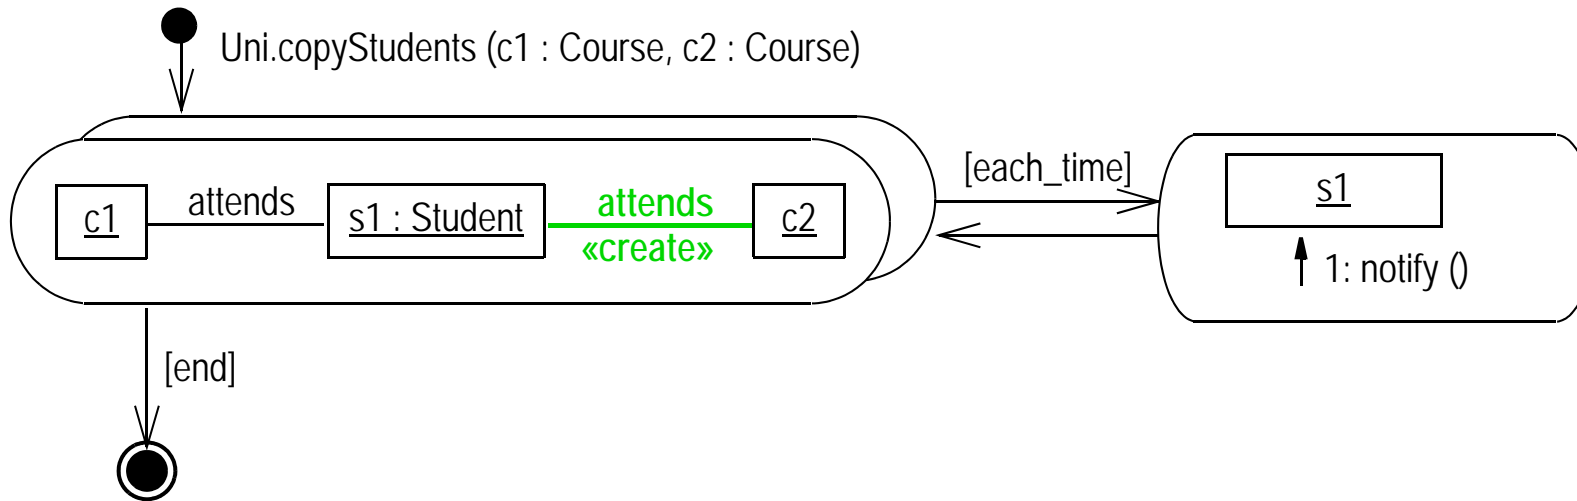 Uni.copyStudents (c1 : Course, c2 : Course)
[each_time]
c1
attends
s1 : Student
attends
«create»
c2
s1
1: notify ()
[end]